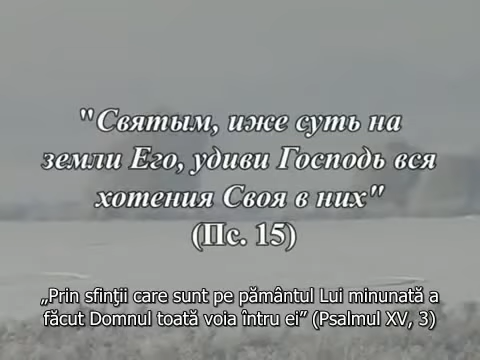 "Святым, иже суть на
земли Его, удиви Господь вся
хотения Своя в них"
(Пс. 15)
„Prin sfinţii care sunt pe pământul Lui minunată a
făcut Domnul toată voia întru ei” (Psalmul XV, 3)